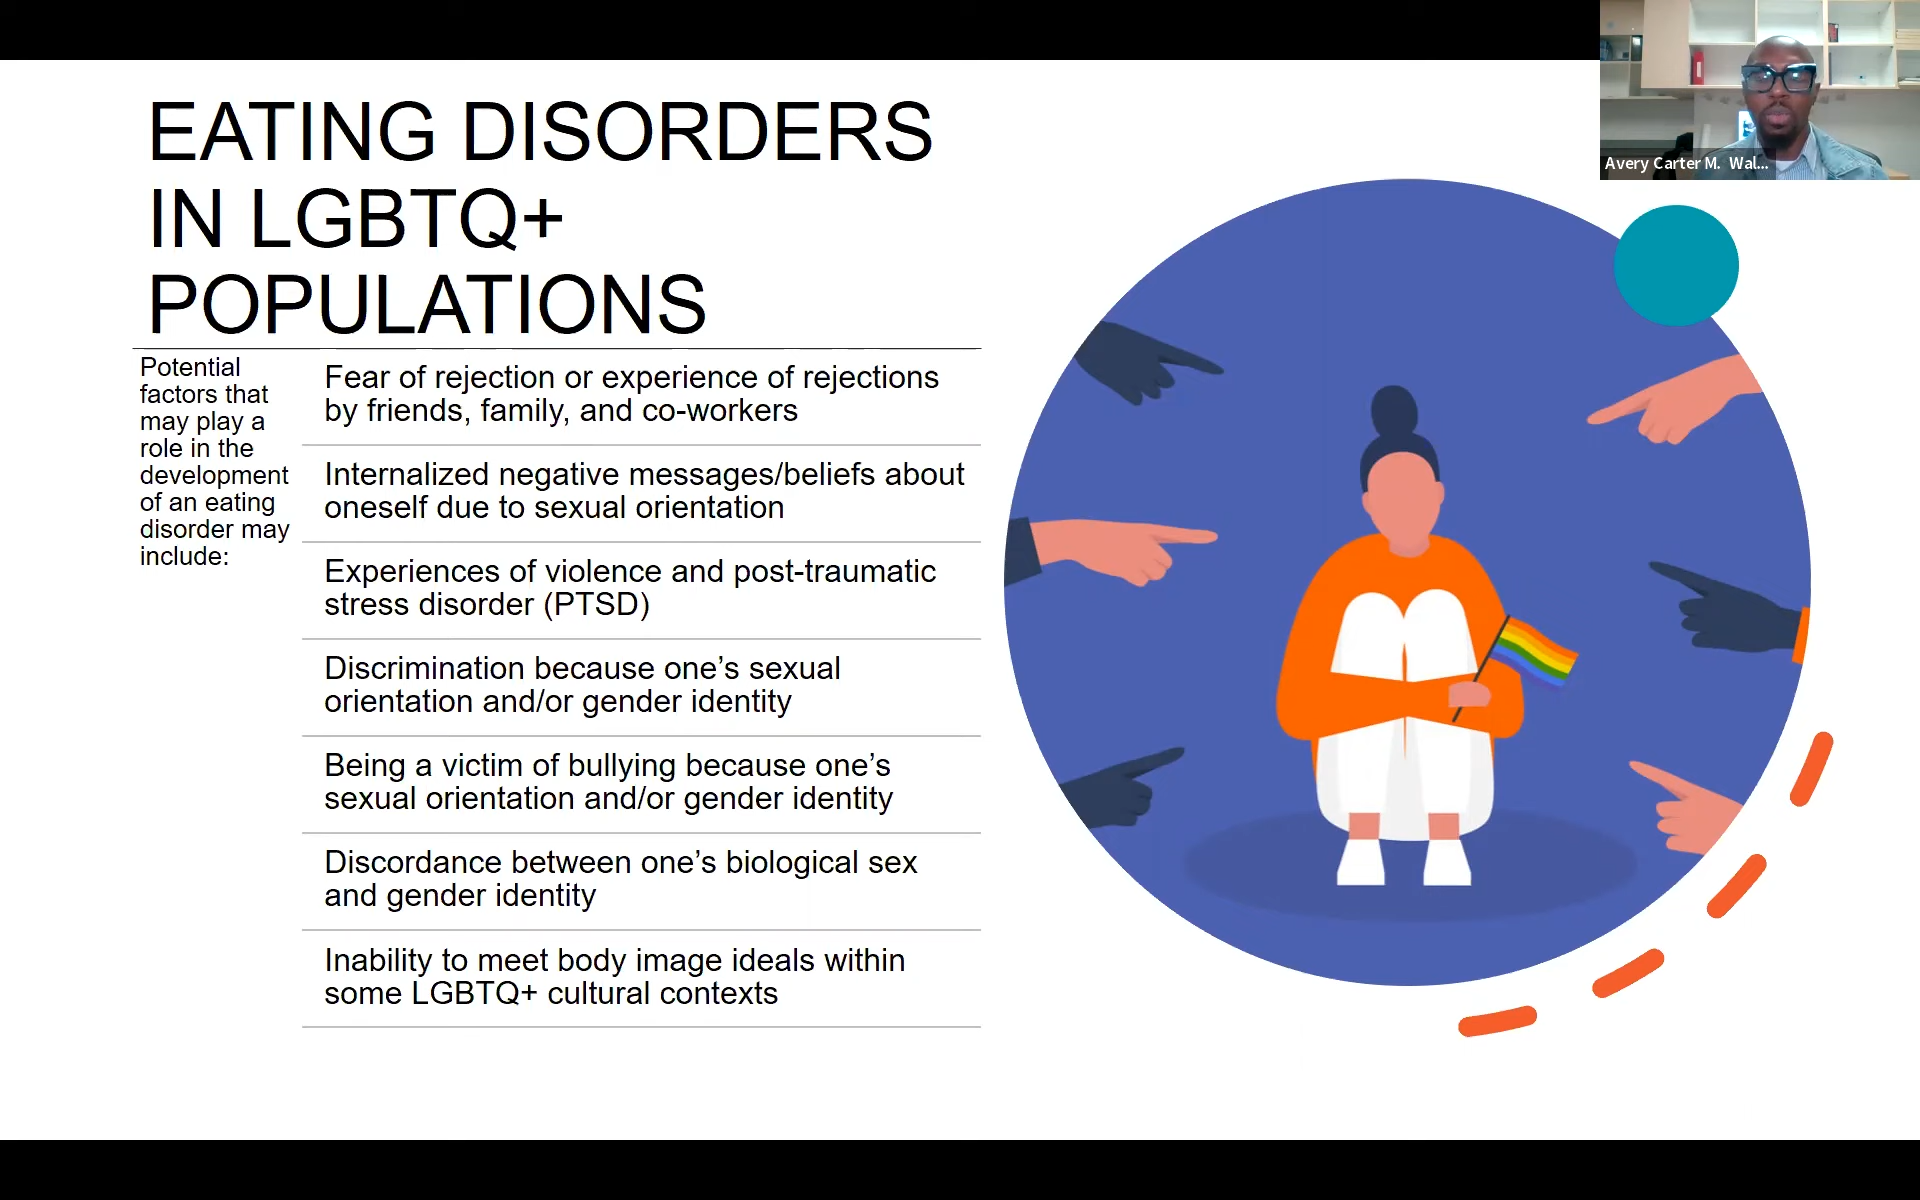 EATING DISORDERS
IN LGBTQ+
POPULATIONS
Potential
factors that
may play a
role in the
development
of an eating
disorder may
include:
Fear of rejection or experience of rejections
by friends, family, and co-workers
Internalized negative messages/beliefs about
oneself due to sexual orientation
Experiences of violence and post-traumatic
stress disorder (PTSD)
Discrimination because one’s sexual
orientation and/or gender identity
Being a victim of bullying because one’s
sexual orientation and/or gender identity
Discordance between one’s biological sex
and gender identity
Inability to meet body image ideals within
some LGBTQ+ cultural contexts
Avery Carter M. Wal...